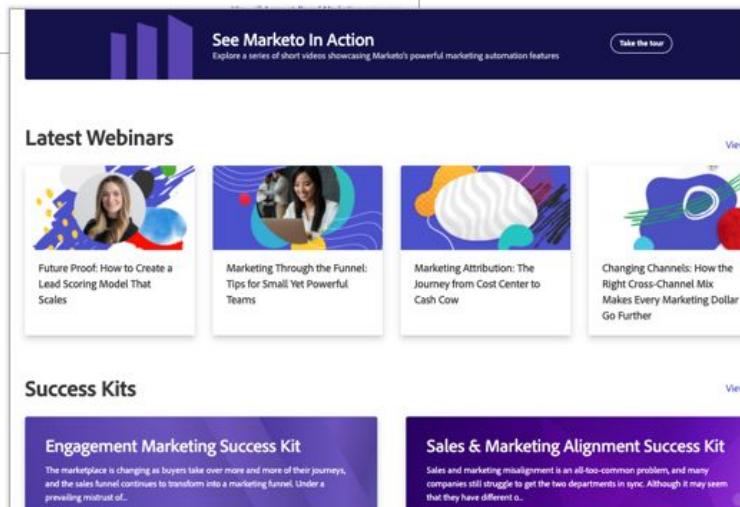 See Marketo In Action
Explore a series of short videos showcasing Marketo's powerful marketing automation features
Take the tour
Latest Webinars
Future Proof: How to Create a
Lead Scoring Model That
Scales
Marketing Through the Funnel:
Tips for Small Yet Powerful
Teams
Marketing Attribution: The
Journey from Cost Center to
Cash Cow
Changing Channels: How the
Right Cross-Channel Mix
Makes Every Marketing Dollar
Go Further
Success Kits
Engagement Marketing Success Kit
The marketplace is changing as buyers take over more and more of their journeys,
and the sales funnel continues to transform into a marketing funnel. Under a
prevailing mistrust of..
Sales & Marketing Alignment Success Kit
Sales and marketing misalignment is an all-too-common problem, and many
companies still struggle to get the two departments in sync. Although it may seem
that they have different o..